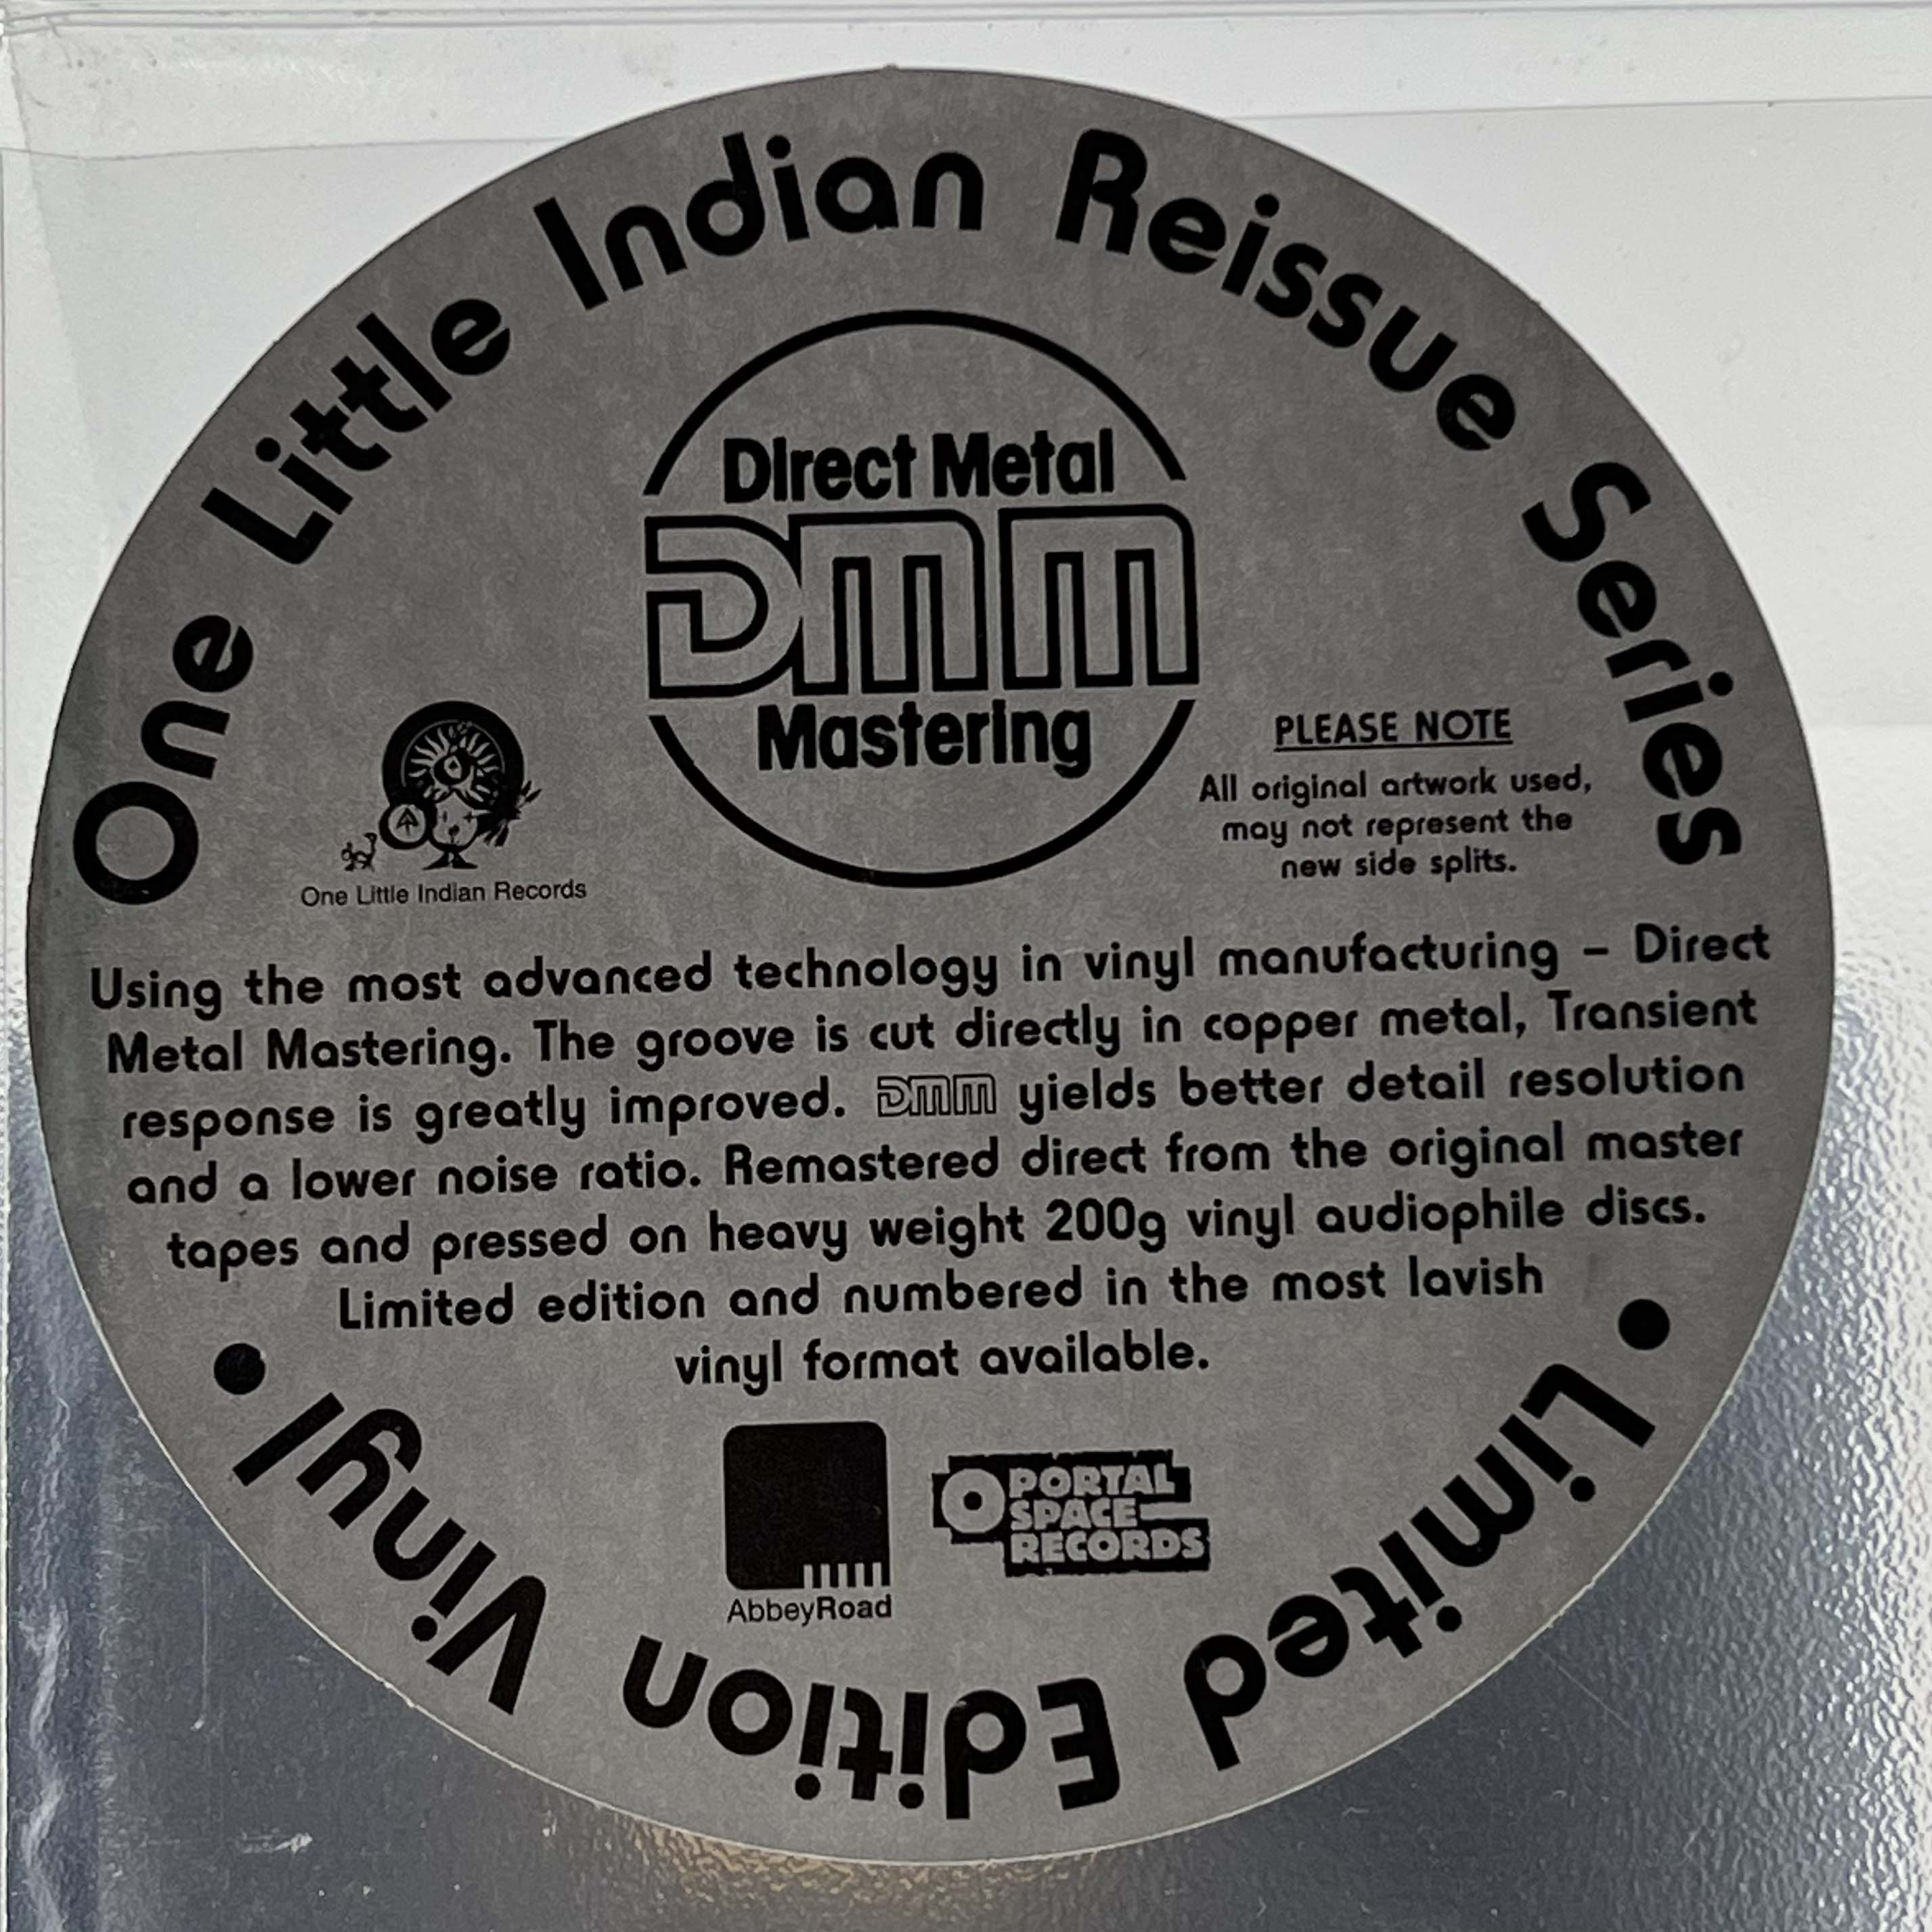 One Little Indian Reissue Series
Direct Metal
DMM
Mastering
One Little Indian Records
PLEASE NOTE
All original artwork used,
may not represent the
new side splits.
Using the most advanced technology in vinyl manufacturing – Direct
Metal Mastering. The groove is cut directly in copper metal, Transient
response is greatly improved. DMM yields better detail resolution
and a lower noise ratio. Remastered direct from the original master
tapes and pressed on heavy weight 200g vinyl audiophile discs.
Limited edition and numbered in the most lavish
vinyl format available.
AbbeyRoad
PORTAL
SPACE
RECORDS
• Limited Edition Vinyl •